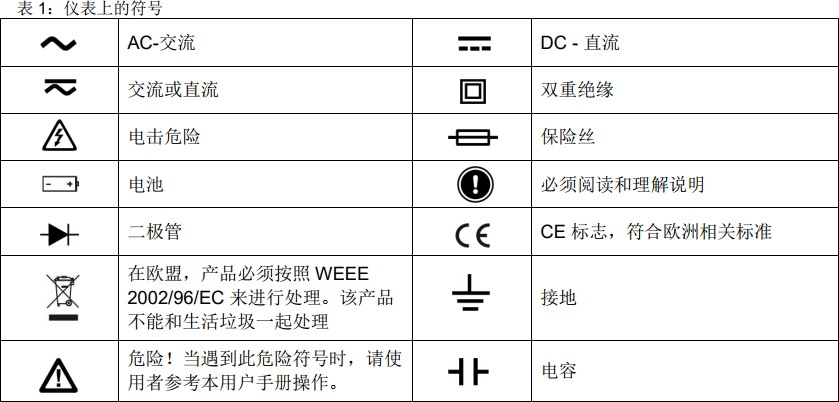 表 1：仪表上的符号
AC-交流
DC - 直流
交流或直流
双重绝缘
电击危险
保险丝
电池
必须阅读和理解说明
二极管
CE
CE 标志，符合欧洲相关标准
在欧盟，产品必须按照 WEEE
2002/96/EC 来进行处理。该产品
不能和生活垃圾一起处理
接地
危险！当遇到此危险符号时，请使
用者参考本用户手册操作。
电容